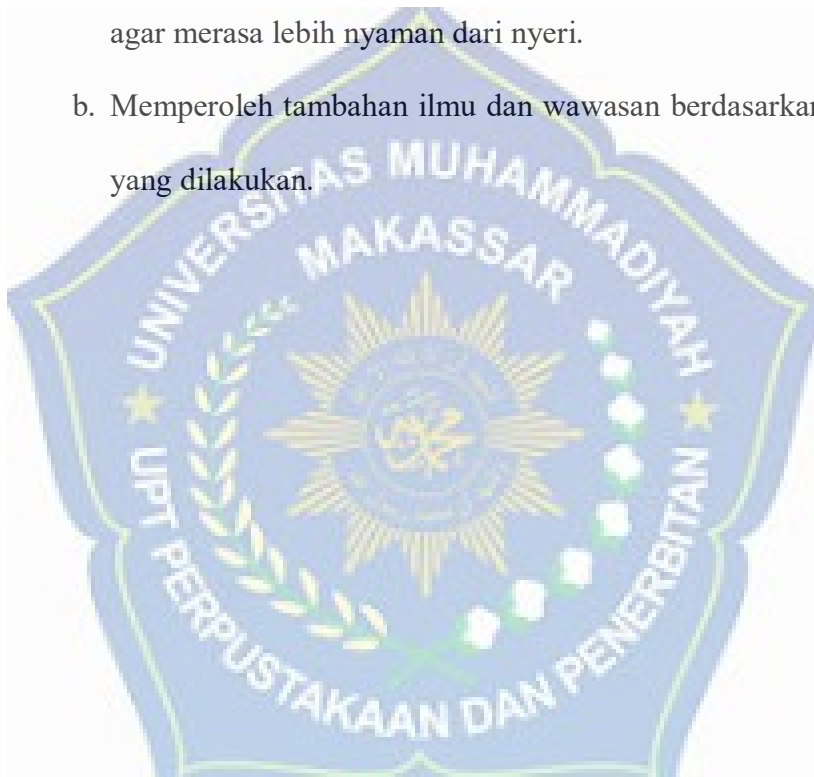 agar merasa lebih nyaman dari nyeri.
b. Memperoleh tambahan ilmu dan wawasan berdasarkan
yang dilakukan.
UNIVERSITAS MUHAMMADIYAH
MAKASSAR
UPT PERPUSTAKAAN DAN PENERBITAN